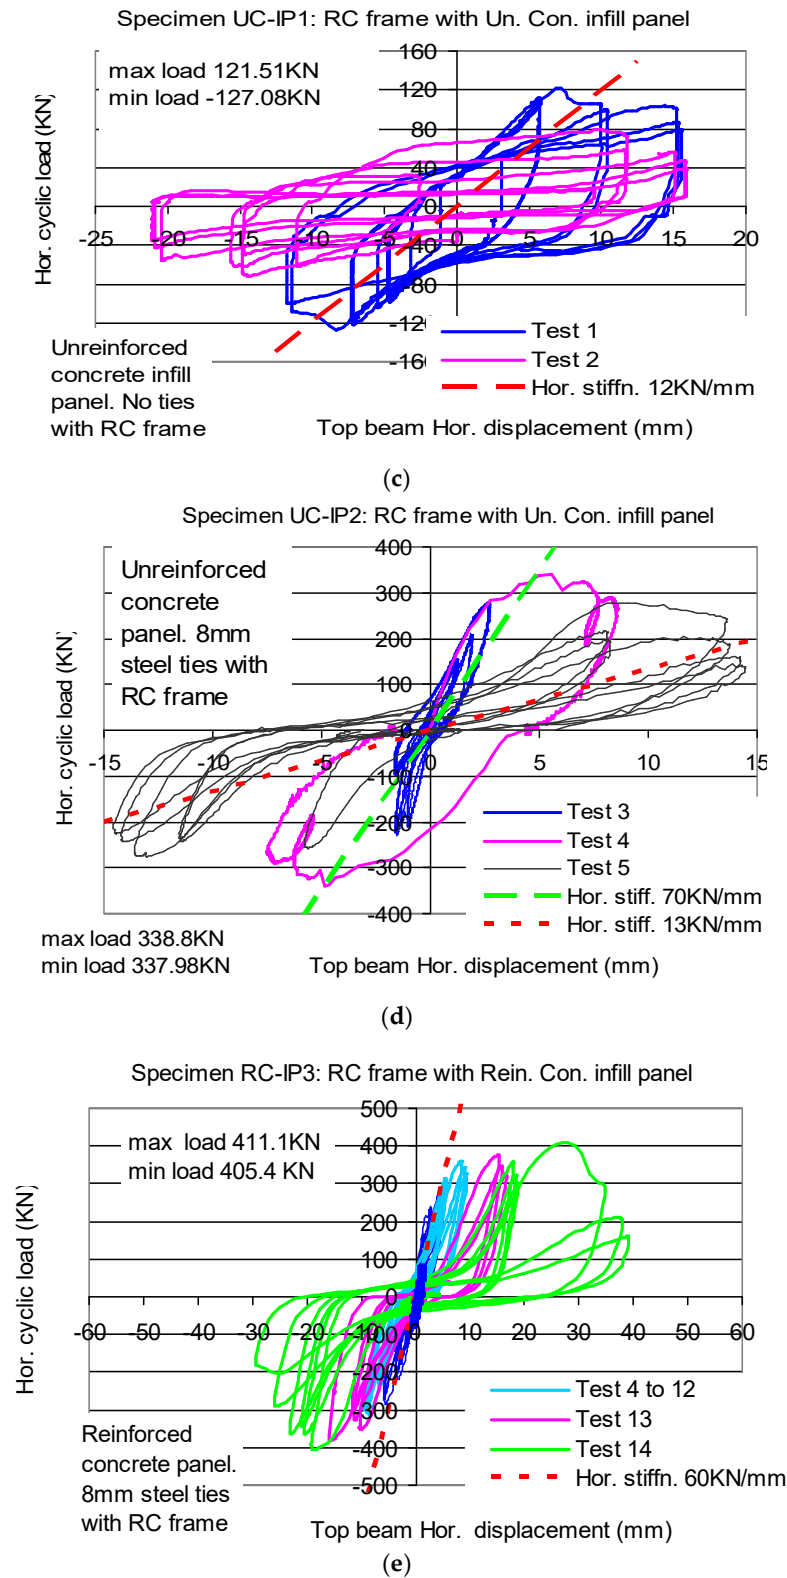 Specimen UC-IP1: RC frame with Un. Con. infill panel
max load 121.51KN
min load -127.08KN
Hor. cyclic load (KN)
160
120
80
40
0
-40
-80
-12
-16
-25
-20
-15
-10
-5
0
5
10
15
20
Test 1
Test 2
Hor. stiffn. 12KN/mm
Unreinforced
concrete infill
panel. No ties
with RC frame
Top beam Hor. displacement (mm)
(c)
Specimen UC-IP2: RC frame with Un. Con. infill panel
Unreinforced
concrete
panel. 8mm
steel ties with
RC frame
Hor. cyclic load (KN)
400
300
200
100
0
-100
-200
-300
-400
-15
-10
-5
0
5
10
15
Test 3
Test 4
Test 5
Hor. stiff. 70KN/mm
Hor. stiff. 13KN/mm
max load 338.8KN
min load 337.98KN
Top beam Hor. displacement (mm)
(d)
Specimen RC-IP3: RC frame with Rein. Con. infill panel
max load 411.1KN
min load 405.4 KN
Hor. cyclic load (KN)
500
400
300
200
100
0
-100
-200
-300
-400
-500
-60
-50
-40
-30
-20
-10
0
10
20
30
40
50
60
Test 4 to 12
Test 13
Test 14
Hor. stiffn. 60KN/mm
Reinforced
concrete panel.
8mm steel ties
with RC frame
Top beam Hor. displacement (mm)
(e)